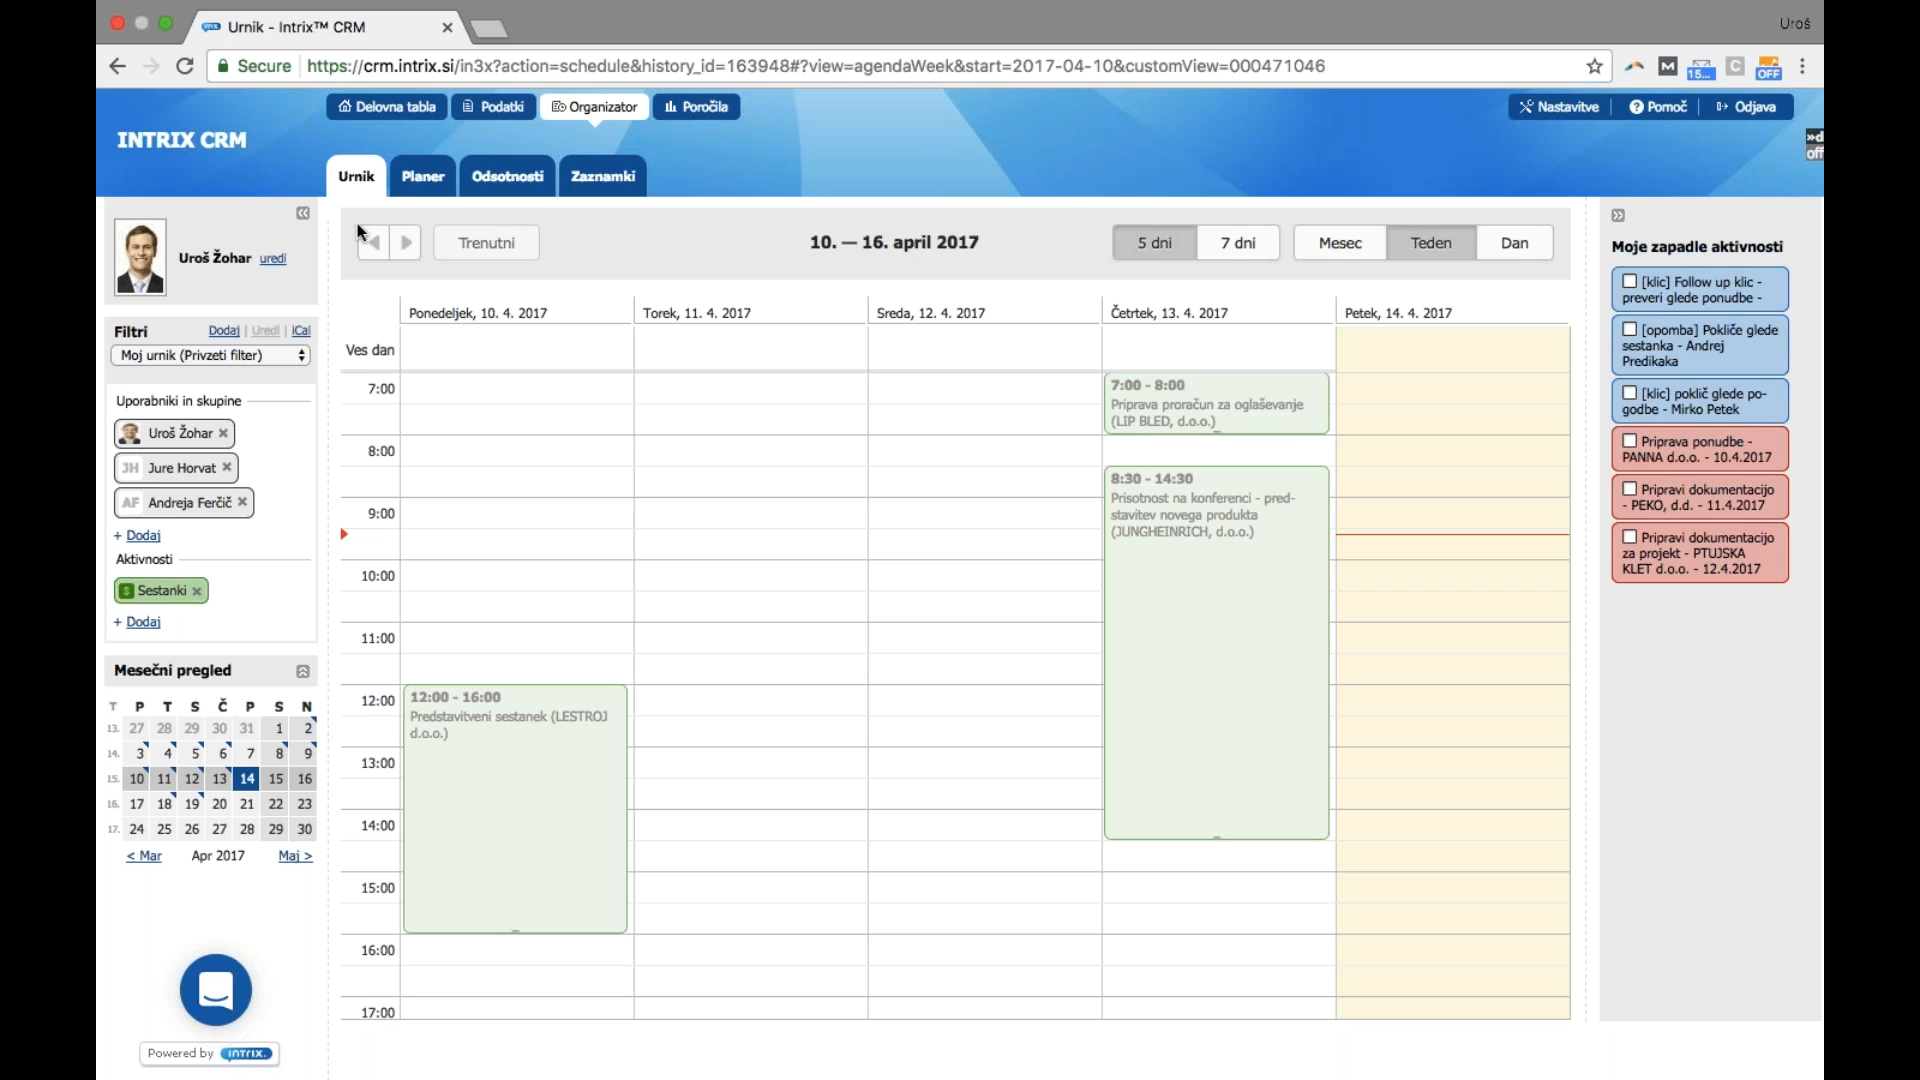 Urnik - Intrix™ CRM
Uroš
Secure
https://crm.intrix.si/in3x?action=schedule&history_id=163948#?view=agendaWeek&start=2017-04-10&customView=000471046
M
15...
C
OFF
Delovna tabla
Podatki
Organizator
Poročila
Nastavitve
Pomoč
Odjava
INTRIX CRM
»d
off
Urnik
Planer
Odsotnosti
Zaznamki
Uroš Žohar uredi
Filtri
Dodaj | Uredi | iCal
Moj urnik (Privzeti filter)
Uporabniki in skupine
Uroš Žohar
JH Jure Horvat
AF Andreja Ferčič
+ Dodaj
Aktivnosti
S Sestanki
+ Dodaj
Mesečni pregled
T P T S Č P S N
13. 27 28 29 30 31 1 2
14. 3 4 5 6 7 8 9
15. 10 11 12 13 14 15 16
16. 17 18 19 20 21 22 23
17. 24 25 26 27 28 29 30
< Mar Apr 2017 Maj >
Powered by INTRIX.
Trenutni
10. — 16. april 2017
5 dni
7 dni
Mesec
Teden
Dan
Ponedeljek, 10. 4. 2017
Torek, 11. 4. 2017
Sreda, 12. 4. 2017
Četrtek, 13. 4. 2017
Petek, 14. 4. 2017
Ves dan
7:00
8:00
9:00
10:00
11:00
12:00
13:00
14:00
15:00
16:00
17:00
12:00 - 16:00
Predstavitveni sestanek (LESTROJ
d.o.o.)
7:00 - 8:00
Priprava proračun za oglaševanje
(LIP BLED, d.o.o.)
8:30 - 14:30
Prisotnost na konferenci - pred-
stavitev novega produkta
(JUNGHEINRICH, d.o.o.)
Moje zapadle aktivnosti
[klic] Follow up klic -
preveri glede ponudbe -
[opomba] Pokliče glede
sestanka - Andrej
Predikaka
[klic] poklič glede po-
godbe - Mirko Petek
Priprava ponudbe -
PANNA d.o.o. - 10.4.2017
Pripravi dokumentacijo
- PEKO, d.d. - 11.4.2017
Pripravi dokumentacijo
za projekt - PTUJSKA
KLET d.o.o. - 12.4.2017